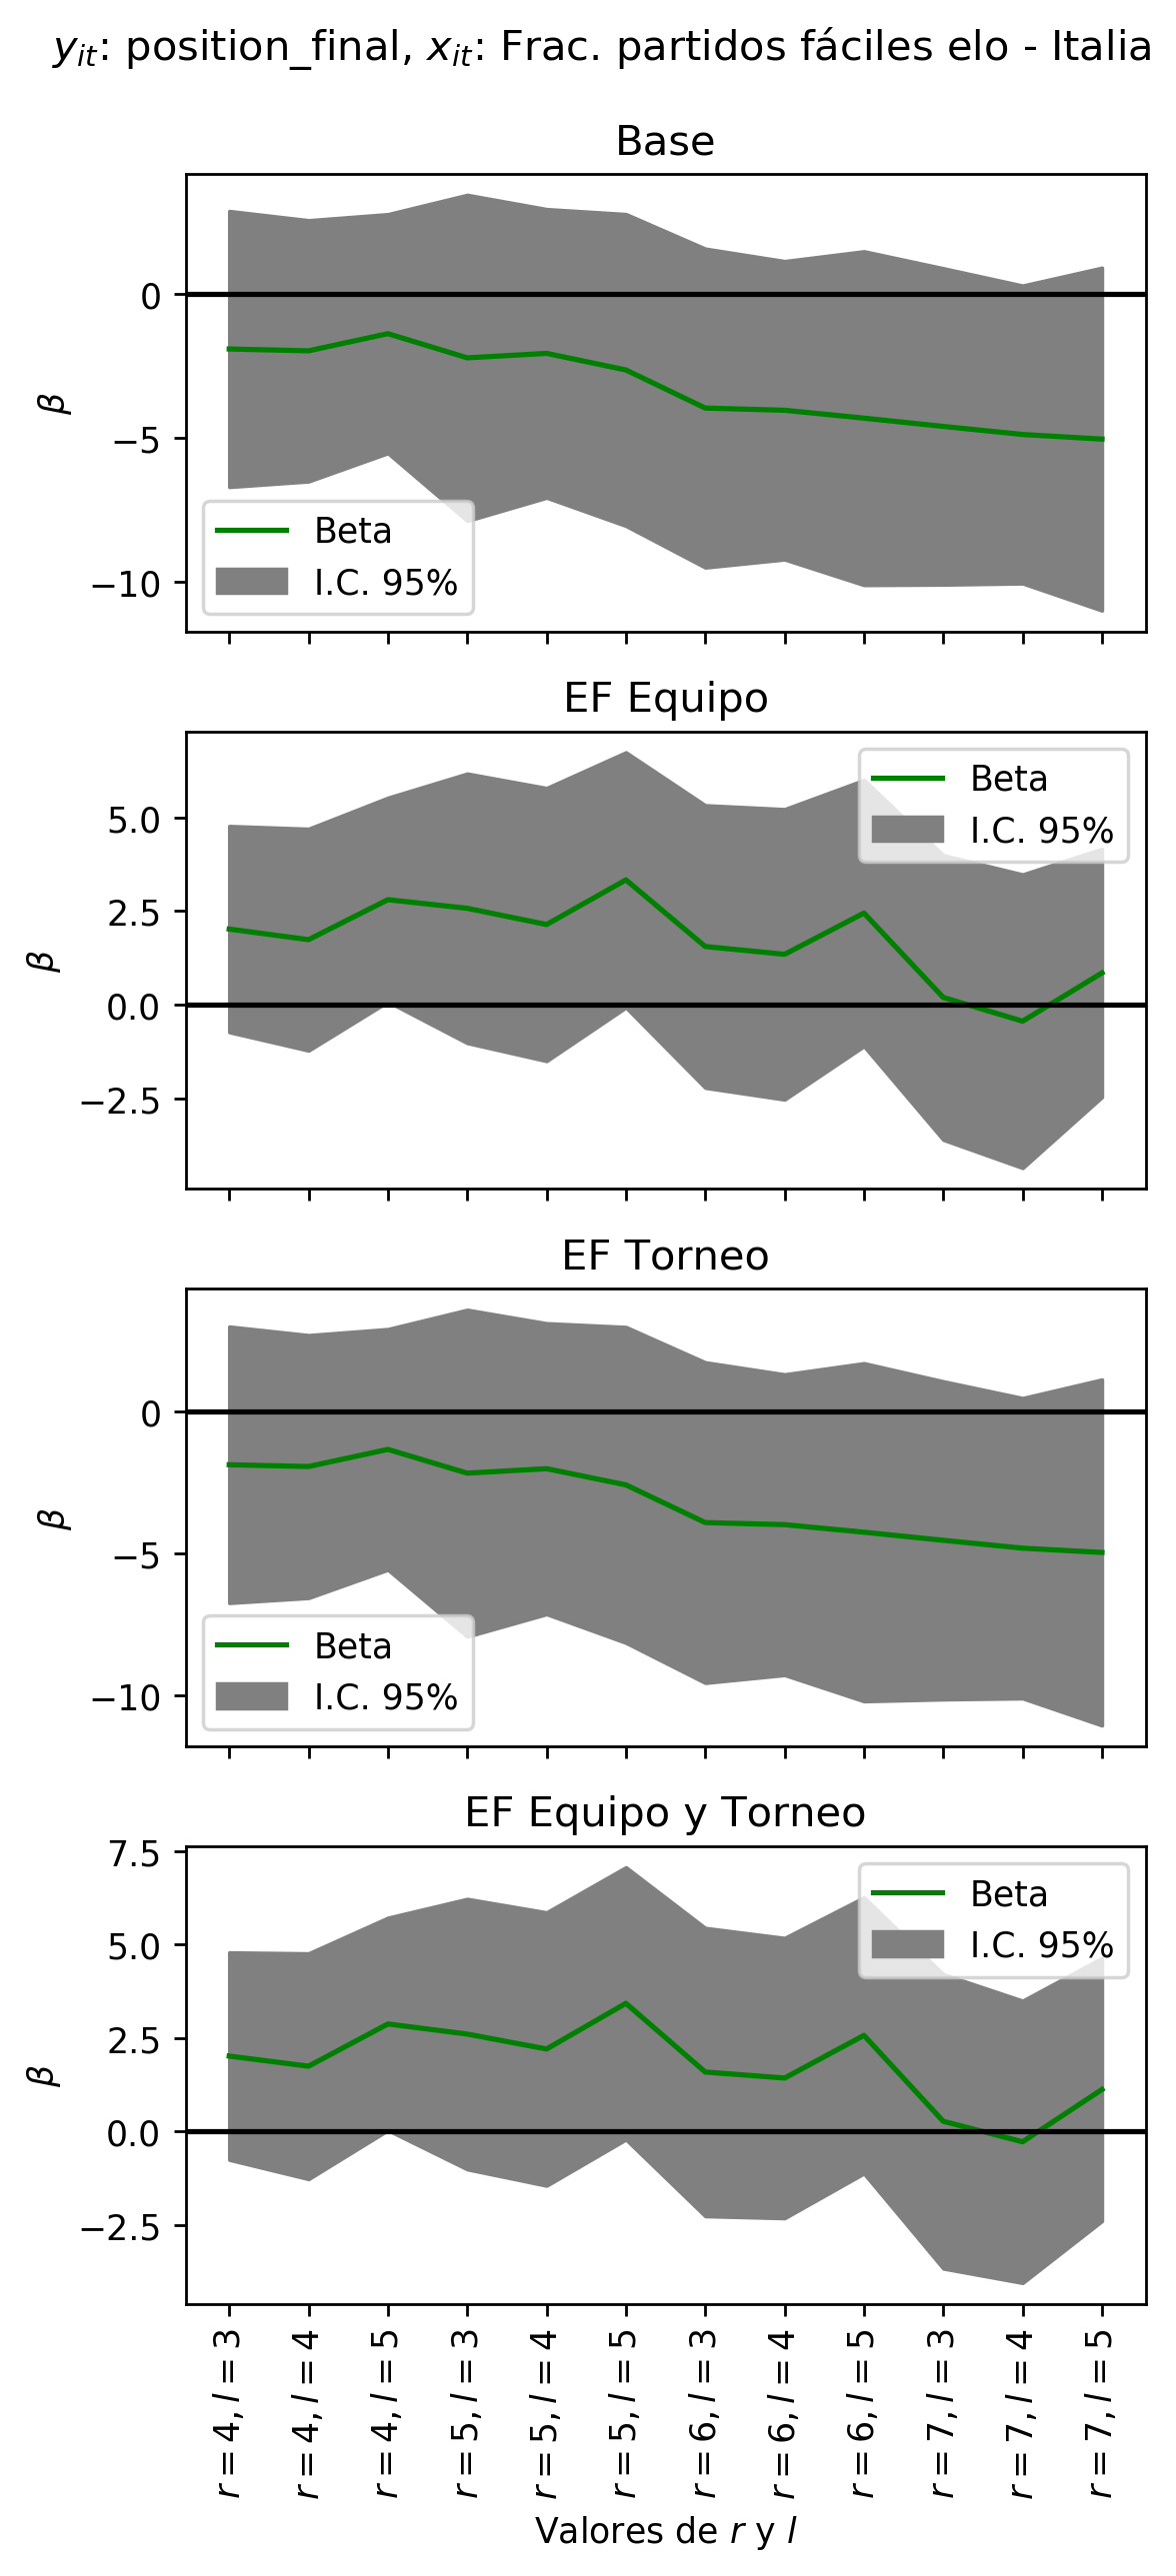 y_it: position_final, x_it: Frac. partidos fáciles elo - Italia
Base
0
−5
−10
β
Beta
I.C. 95%
EF Equipo
5.0
2.5
0.0
−2.5
β
Beta
I.C. 95%
EF Torneo
0
−5
−10
β
Beta
I.C. 95%
EF Equipo y Torneo
7.5
5.0
2.5
0.0
−2.5
β
Beta
I.C. 95%
r = 4, l = 3
r = 4, l = 4
r = 4, l = 5
r = 5, l = 3
r = 5, l = 4
r = 5, l = 5
r = 6, l = 3
r = 6, l = 4
r = 6, l = 5
r = 7, l = 3
r = 7, l = 4
r = 7, l = 5
Valores de r y l